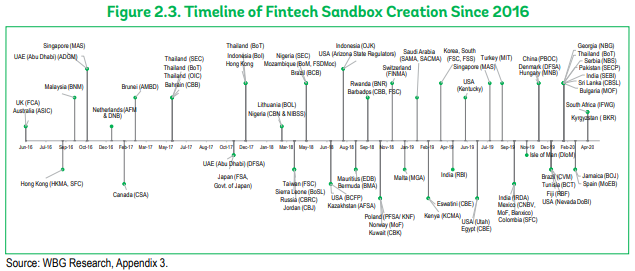 Figure 2.3. Timeline of Fintech Sandbox Creation Since 2016
UK (FCA)
Australia (ASIC)
Malaysia (BNM)
Singapore (MAS)
UAE (Abu Dhabi) (ADGM)
Netherlands (AFM
& DNB)
Brunei (AMBD)
Thailand (SEC)
Thailand (BoT)
Thailand (OIC)
Bahrain (CBB)
Thailand (BoT)
Indonesia (BoI)
Hong Kong
Lithuania (BOL)
Nigeria (CBN & NIBSS)
Nigeria (SEC)
Mozambique (BoM, FSDMoc)
Brazil (BCB)
Indonesia (OJK)
USA (Arizona State Regulators)
Rwanda (BNR)
Barbados (CBB, FSC)
Switzerland
(FINMA)
Saudi Arabia
(SAMA, SACMA)
Korea, South
(FSC, FSS)
Singapore (MAS)
USA
(Kentucky)
Turkey (MIT)
China (PBOC)
Denmark (DFSA)
Hungary (MNB)
Georgia (NBG)
Thailand (BoT)
Serbia (NBS)
Pakistan (SECP)
India (SEBI)
Sri Lanka (CBSL)
Bulgaria (MOF)
South Africa (IFWG)
Kyrgystan ( BKR)
Jun-16 Jul-16 Sep-16 Oct-16 Dec-16 Feb-17 Mar-17 May-17 Oct-17 Dec-17 Jan-18 Mar-18 May-18 Jun-18 Aug-18 Sep-18 Nov-18 Jan-19 Feb-19 Apr-19 Jun-19 Jul-19 Sep-19 Nov-19 Dec-19 Feb-20 Apr-20
Hong Kong (HKMA, SFC)
Canada (CSA)
UAE (Abu Dhabi) (DFSA)
Japan (FSA,
Govt. of Japan)
Taiwan (FSC)
Sierra Leone (BoSL)
Russia (CBRC)
Jordan (CJ)
USA (BCFP)
Kazakhstan (AFSA)
Mauritius (EDB)
Bermuda (BMA)
Poland (PFSA/ KNF)
Norway (MoF)
Kuwait (CBK)
Malta (MGA)
Kenya (KCMA)
India (RBI)
Eswatini (CBE)
USA (Utah)
Egypt (CBE)
India (IRDA)
Mexico (CNBV,
MoF, Banxico)
Colombia (SFC)
Isle of Man (IOM)
Brazil (CVM)
Tunisia (BCT)
Fiji (RBF)
USA (Nevada DoBI)
Jamaica (BOJ)
Spain (MoEB)
Source: WBG Research, Appendix 3.